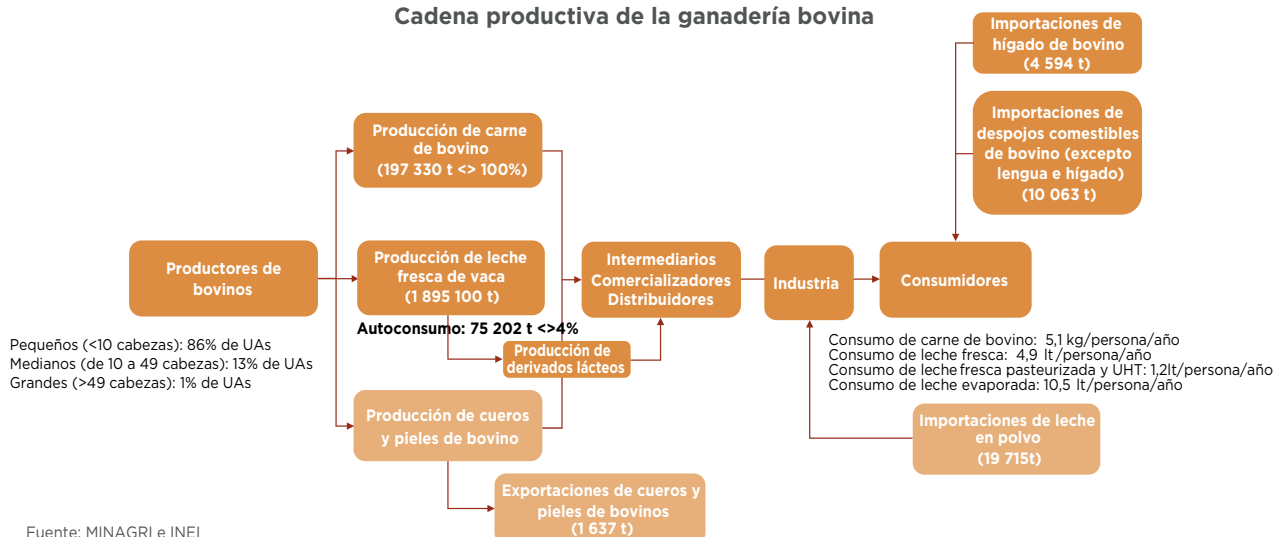 Cadena productiva de la ganadería bovina
Importaciones de
hígado de bovino
(4 594 t)
Importaciones de
despojos comestibles
de bovino (excepto
lengua e hígado)
(10 063 t)
Producción de carne
de bovino
(197 330 t <> 100%)
Productores de
bovinos
Producción de leche
fresca de vaca
(1 895 100 t)
Intermediarios
Comercializadores
Distribuidores
Industria
Consumidores
Autoconsumo: 75 202 t <>4%
Pequeños (<10 cabezas): 86% de UAs
Medianos (de 10 a 49 cabezas): 13% de UAs
Grandes (>49 cabezas): 1% de UAs
Producción de
derivados lácteos
Consumo de carne de bovino: 5,1 kg/persona/año
Consumo de leche fresca: 4,9 lt/persona/año
Consumo de leche fresca pasteurizada y UHT: 1,2lt/persona/año
Consumo de leche evaporada: 10,5 lt/persona/año
Producción de cueros
y pieles de bovino
Importaciones de leche
en polvo
(19 715t)
Exportaciones de cueros y
pieles de bovinos
(1 637 t)
Fuente: MINAGRI e INEI